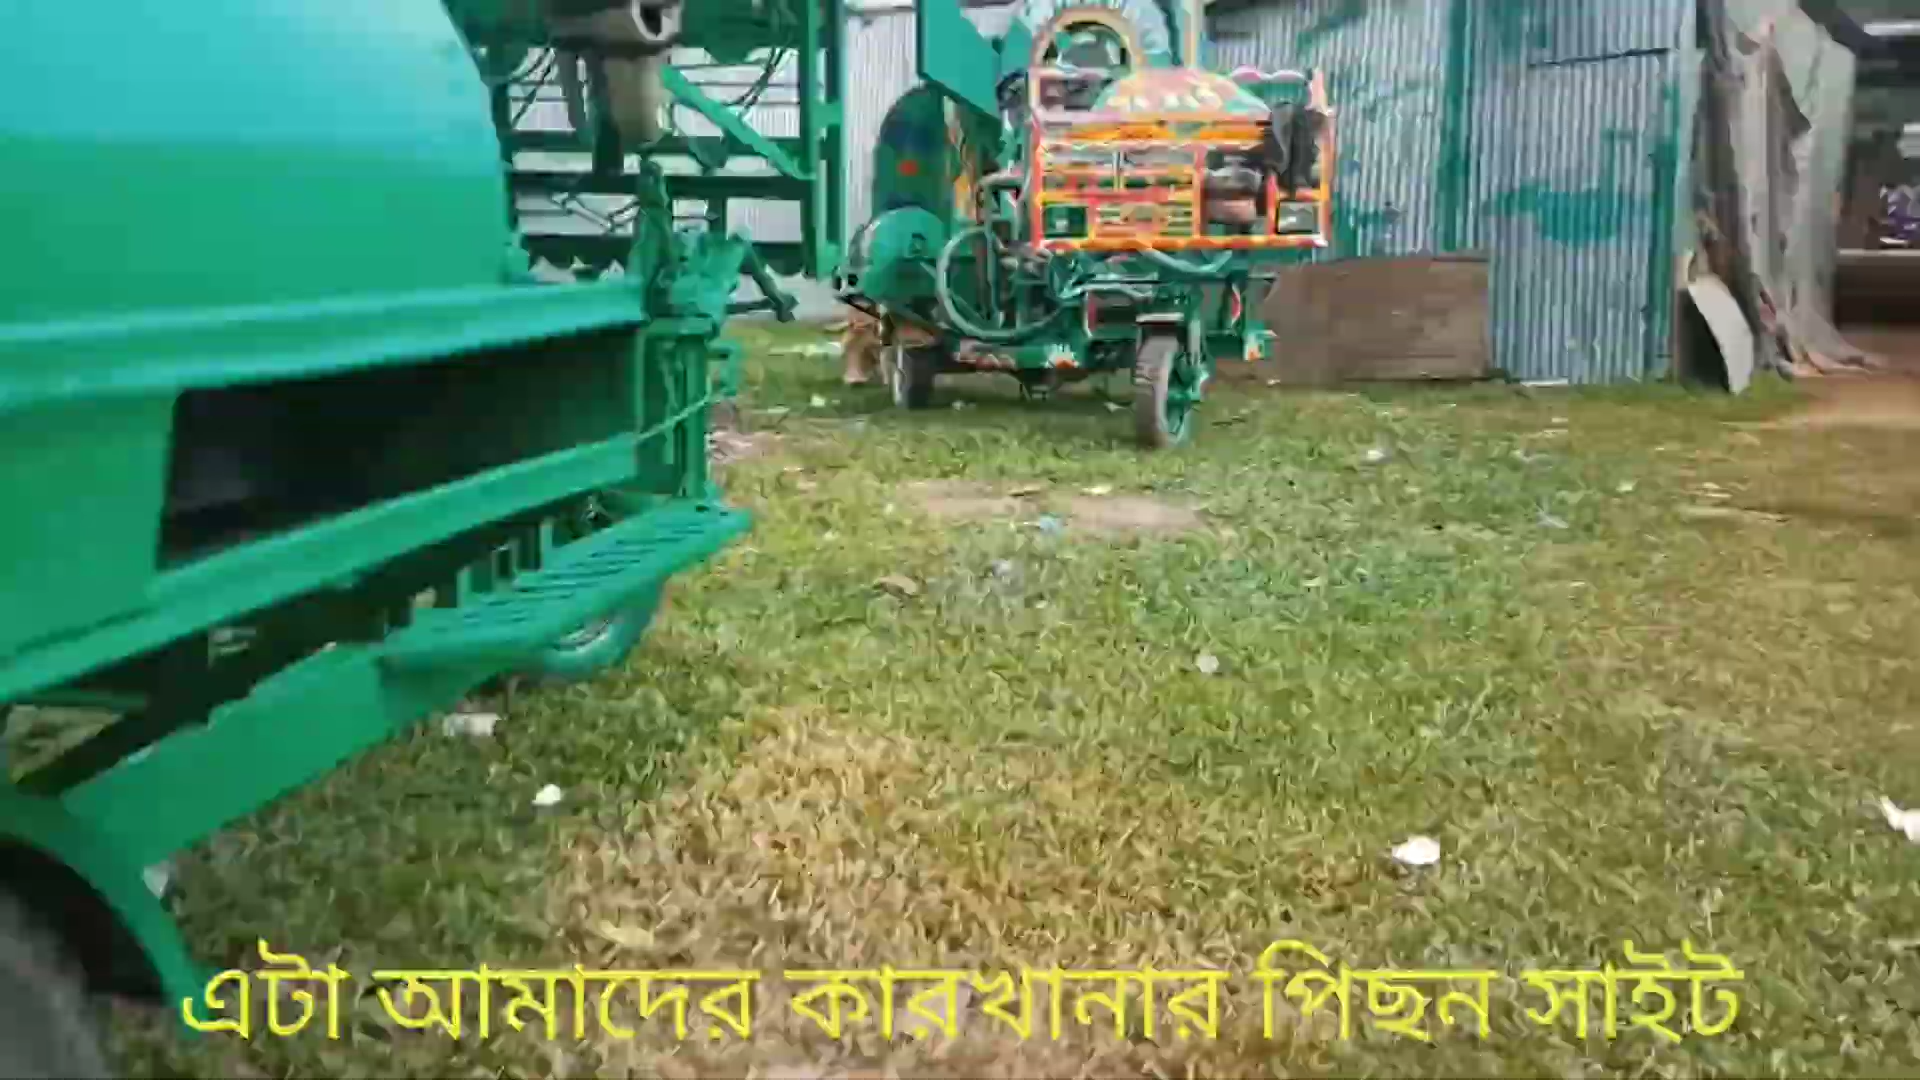 এটা আমাদের কারখানার পিছন সাইট